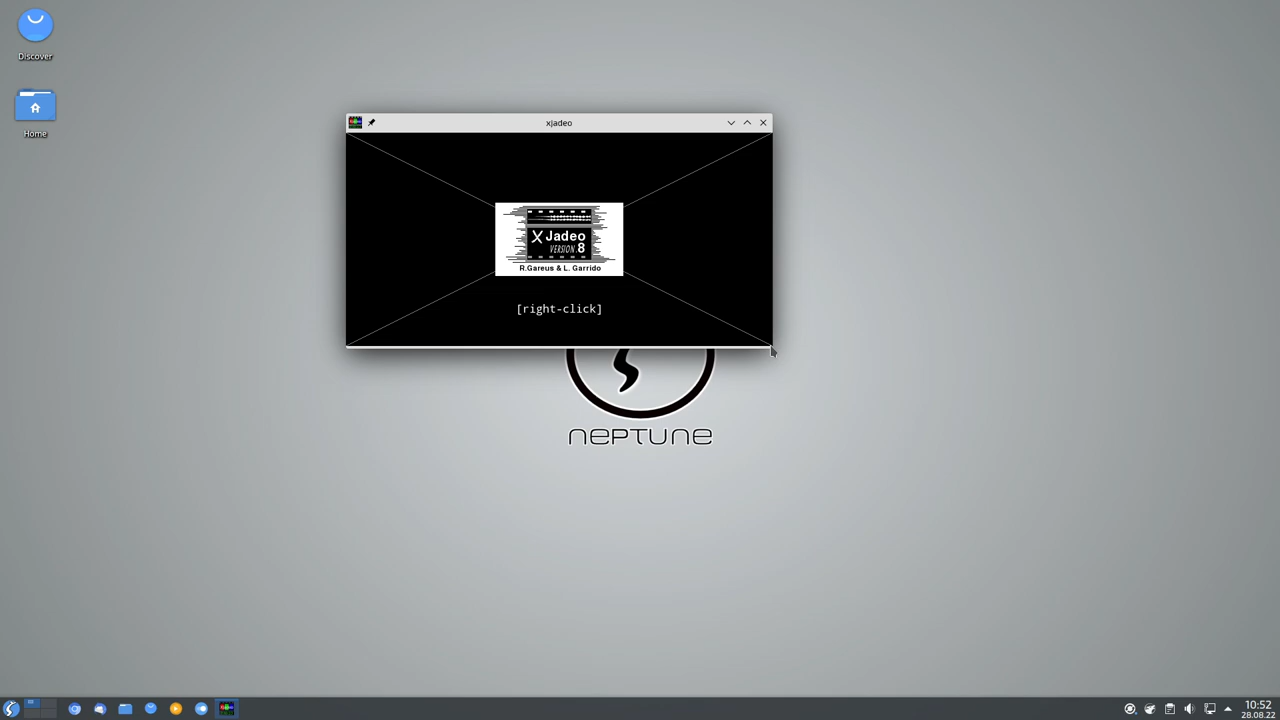 Discover
Home
xjadeo
X Jadeo
VERSION 8
R.Gareus & L. Garrido
[right-click]
NEPTUNE
10:52
28.08.22